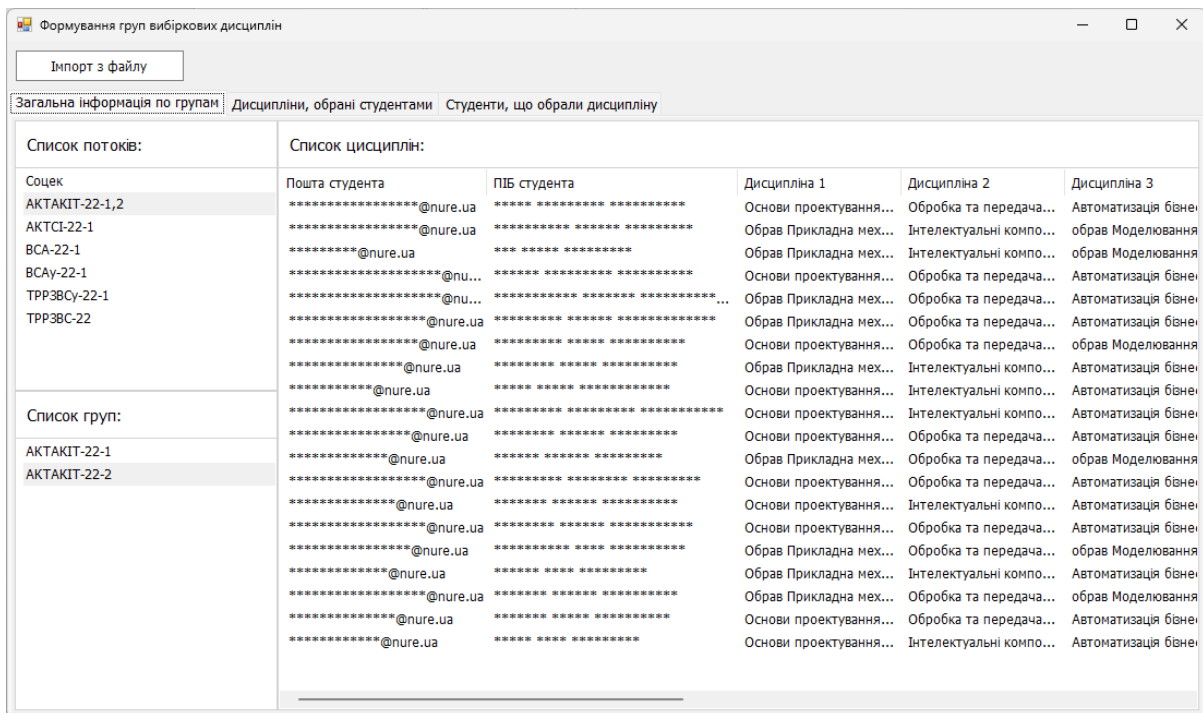 Формування груп вибіркових дисциплін
Імпорт з файлу
Загальна інформація по групам Дисципліни, обрані студентами Студенти, що обрали дисципліну
Список потоків:
Соцек
АКТАКІТ-22-1,2
АКТСІ-22-1
ВСА-22-1
ВСАу-22-1
ТРРЗВСу-22-1
ТРРЗВС-22
Список груп:
АКТАКІТ-22-1
АКТАКІТ-22-2
Список цисциплін:
Пошта студента ПІБ студента Дисципліна 1 Дисципліна 2 Дисципліна 3
*****************@nure.ua ***** ********* ********** Основи проектування... Обробка та передача... Автоматизація бізне
*****************@nure.ua ********** ****** ********* Обрав Прикладна мех... Інтелектуальні компо... обрав Моделювання
*********@nure.ua *** ***** ********* Обрав Прикладна мех... Інтелектуальні компо... обрав Моделювання
********************@nu... ****** ********* ********** Основи проектування... Обробка та передача... Автоматизація бізне
********************@nu... *********** ******* **********... Обрав Прикладна мех... Обробка та передача... Автоматизація бізне
******************@nure.ua ********* ****** ************* Обрав Прикладна мех... Обробка та передача... Автоматизація бізне
*****************@nure.ua ********* ***** ********** Основи проектування... Обробка та передача... обрав Моделювання
***************@nure.ua ********* ***** ********** Обрав Прикладна мех... Інтелектуальні компо... Автоматизація бізне
***********@nure.ua ***** ***** ************ Основи проектування... Інтелектуальні компо... Автоматизація бізне
******************@nure.ua ********* ********* *********** Основи проектування... Інтелектуальні компо... Автоматизація бізне
****************@nure.ua ******** ***** ********* Основи проектування... Обробка та передача... Автоматизація бізне
*************@nure.ua ****** ****** ********* Обрав Прикладна мех... Обробка та передача... обрав Моделювання
******************@nure.ua ********* ******** ********* Основи проектування... Обробка та передача... Автоматизація бізне
**************@nure.ua ******* ****** ********** Основи проектування... Інтелектуальні компо... Автоматизація бізне
******************@nure.ua ******** ****** *********** Основи проектування... Обробка та передача... Автоматизація бізне
****************@nure.ua ********** **** ********** Обрав Прикладна мех... Обробка та передача... обрав Моделювання
*************@nure.ua ****** **** ********* Обрав Прикладна мех... Інтелектуальні компо... Автоматизація бізне
******************@nure.ua ******* ****** ********** Обрав Прикладна мех... Обробка та передача... обрав Моделювання
**************@nure.ua ******* ***** ********** Основи проектування... Обробка та передача... Автоматизація бізне
************@nure.ua ***** **** ********* Основи проектування... Інтелектуальні компо... Автоматизація бізне